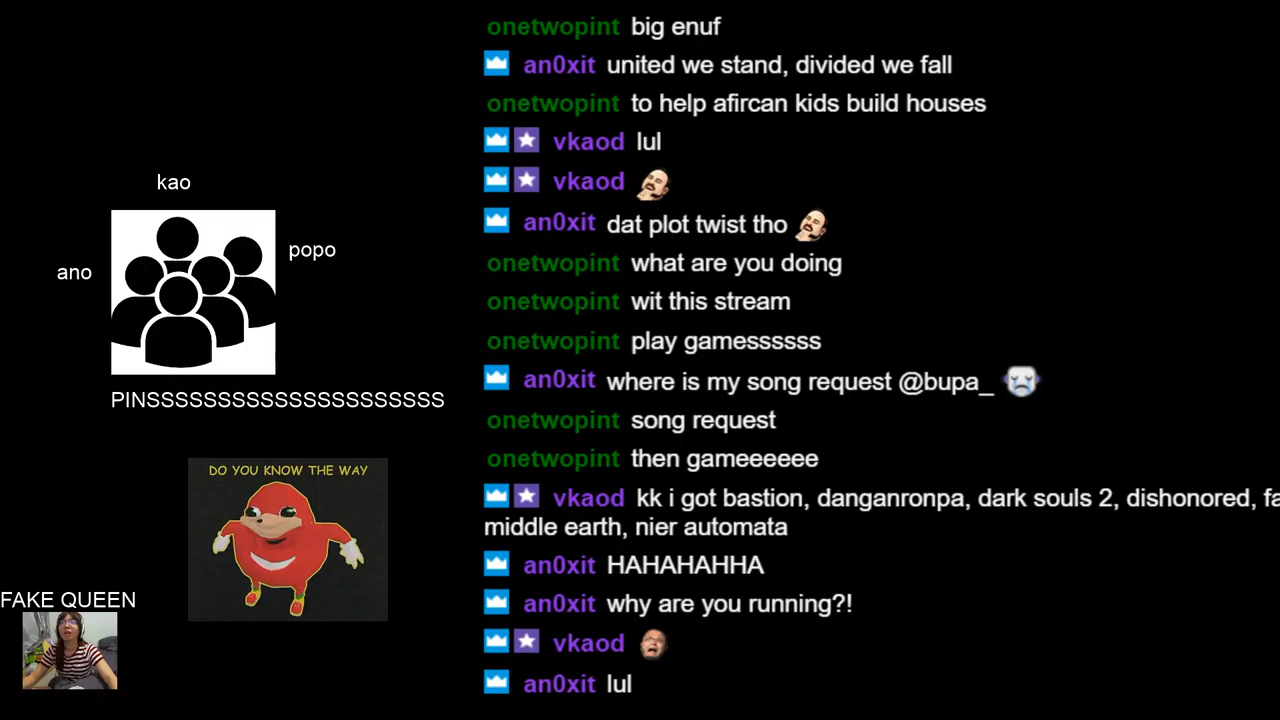 onetwopint big enuf
an0xit united we stand, divided we fall
onetwopint to help afircan kids build houses
vkaod lul
vkaod
an0xit dat plot twist tho
onetwopint what are you doing
onetwopint wit this stream
onetwopint play gamesssssss
an0xit where is my song request @bupa_
onetwopint song request
onetwopint then gameeeeee
vkaod kk i got bastion, danganronpa, dark souls 2, dishonored, fa
middle earth, nier automata
an0xit HAHAHAHHA
an0xit why are you running?!
vkaod
an0xit lul
kao
popo
ano
PINSSSSSSSSSSSSSSSSSSSSS
DO YOU KNOW THE WAY
FAKE QUEEN